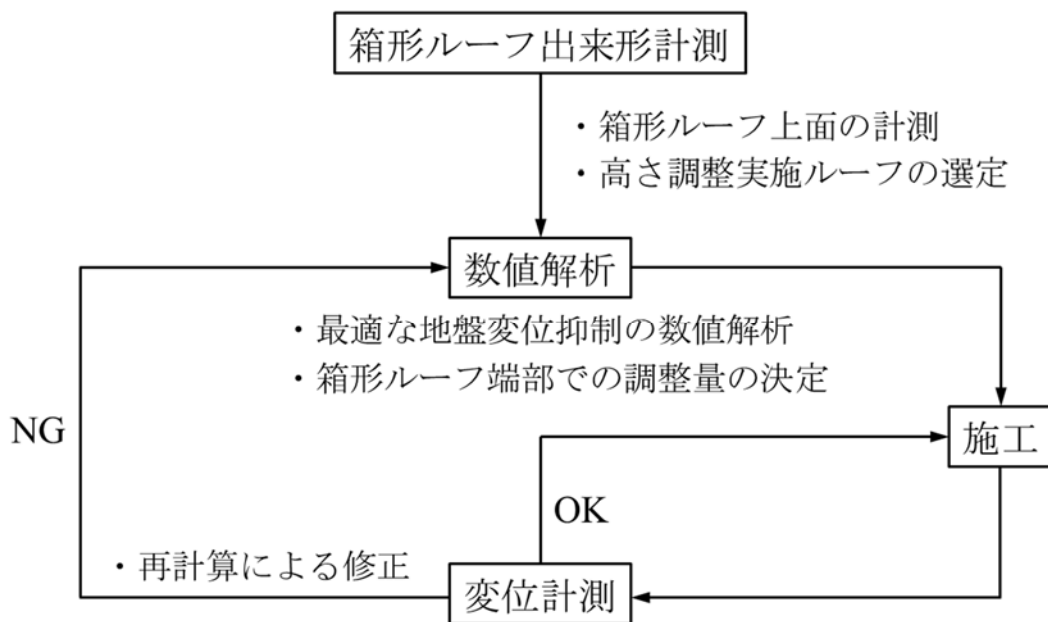 箱形ルーフ出来形計測
・箱形ルーフ上面の計測
・高さ調整実施ルーフの選定
数値解析
・最適な地盤変位抑制の数値解析
・箱形ルーフ端部での調整量の決定
NG
施工
OK
・再計算による修正
変位計測